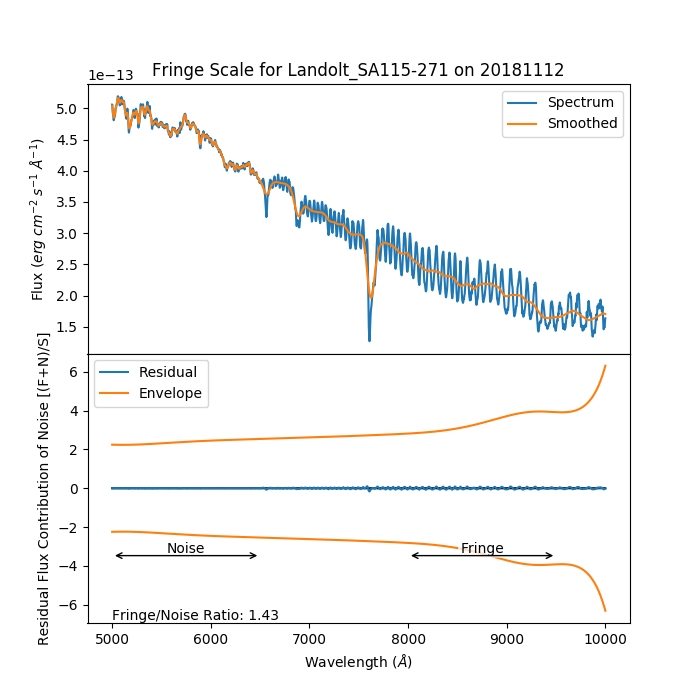 Fringe Scale for Landolt_SA115-271 on 20181112
1e−13
Spectrum
Smoothed
5.0
4.5
4.0
3.5
3.0
2.5
2.0
1.5
Flux (erg cm⁻² s⁻¹ Å⁻¹)
Residual
Envelope
6
4
2
0
−2
−4
−6
Residual Flux Contribution of Noise [(F+N)/S]
Noise
Fringe
Fringe/Noise Ratio: 1.43
5000 6000 7000 8000 9000 10000
Wavelength (Å)